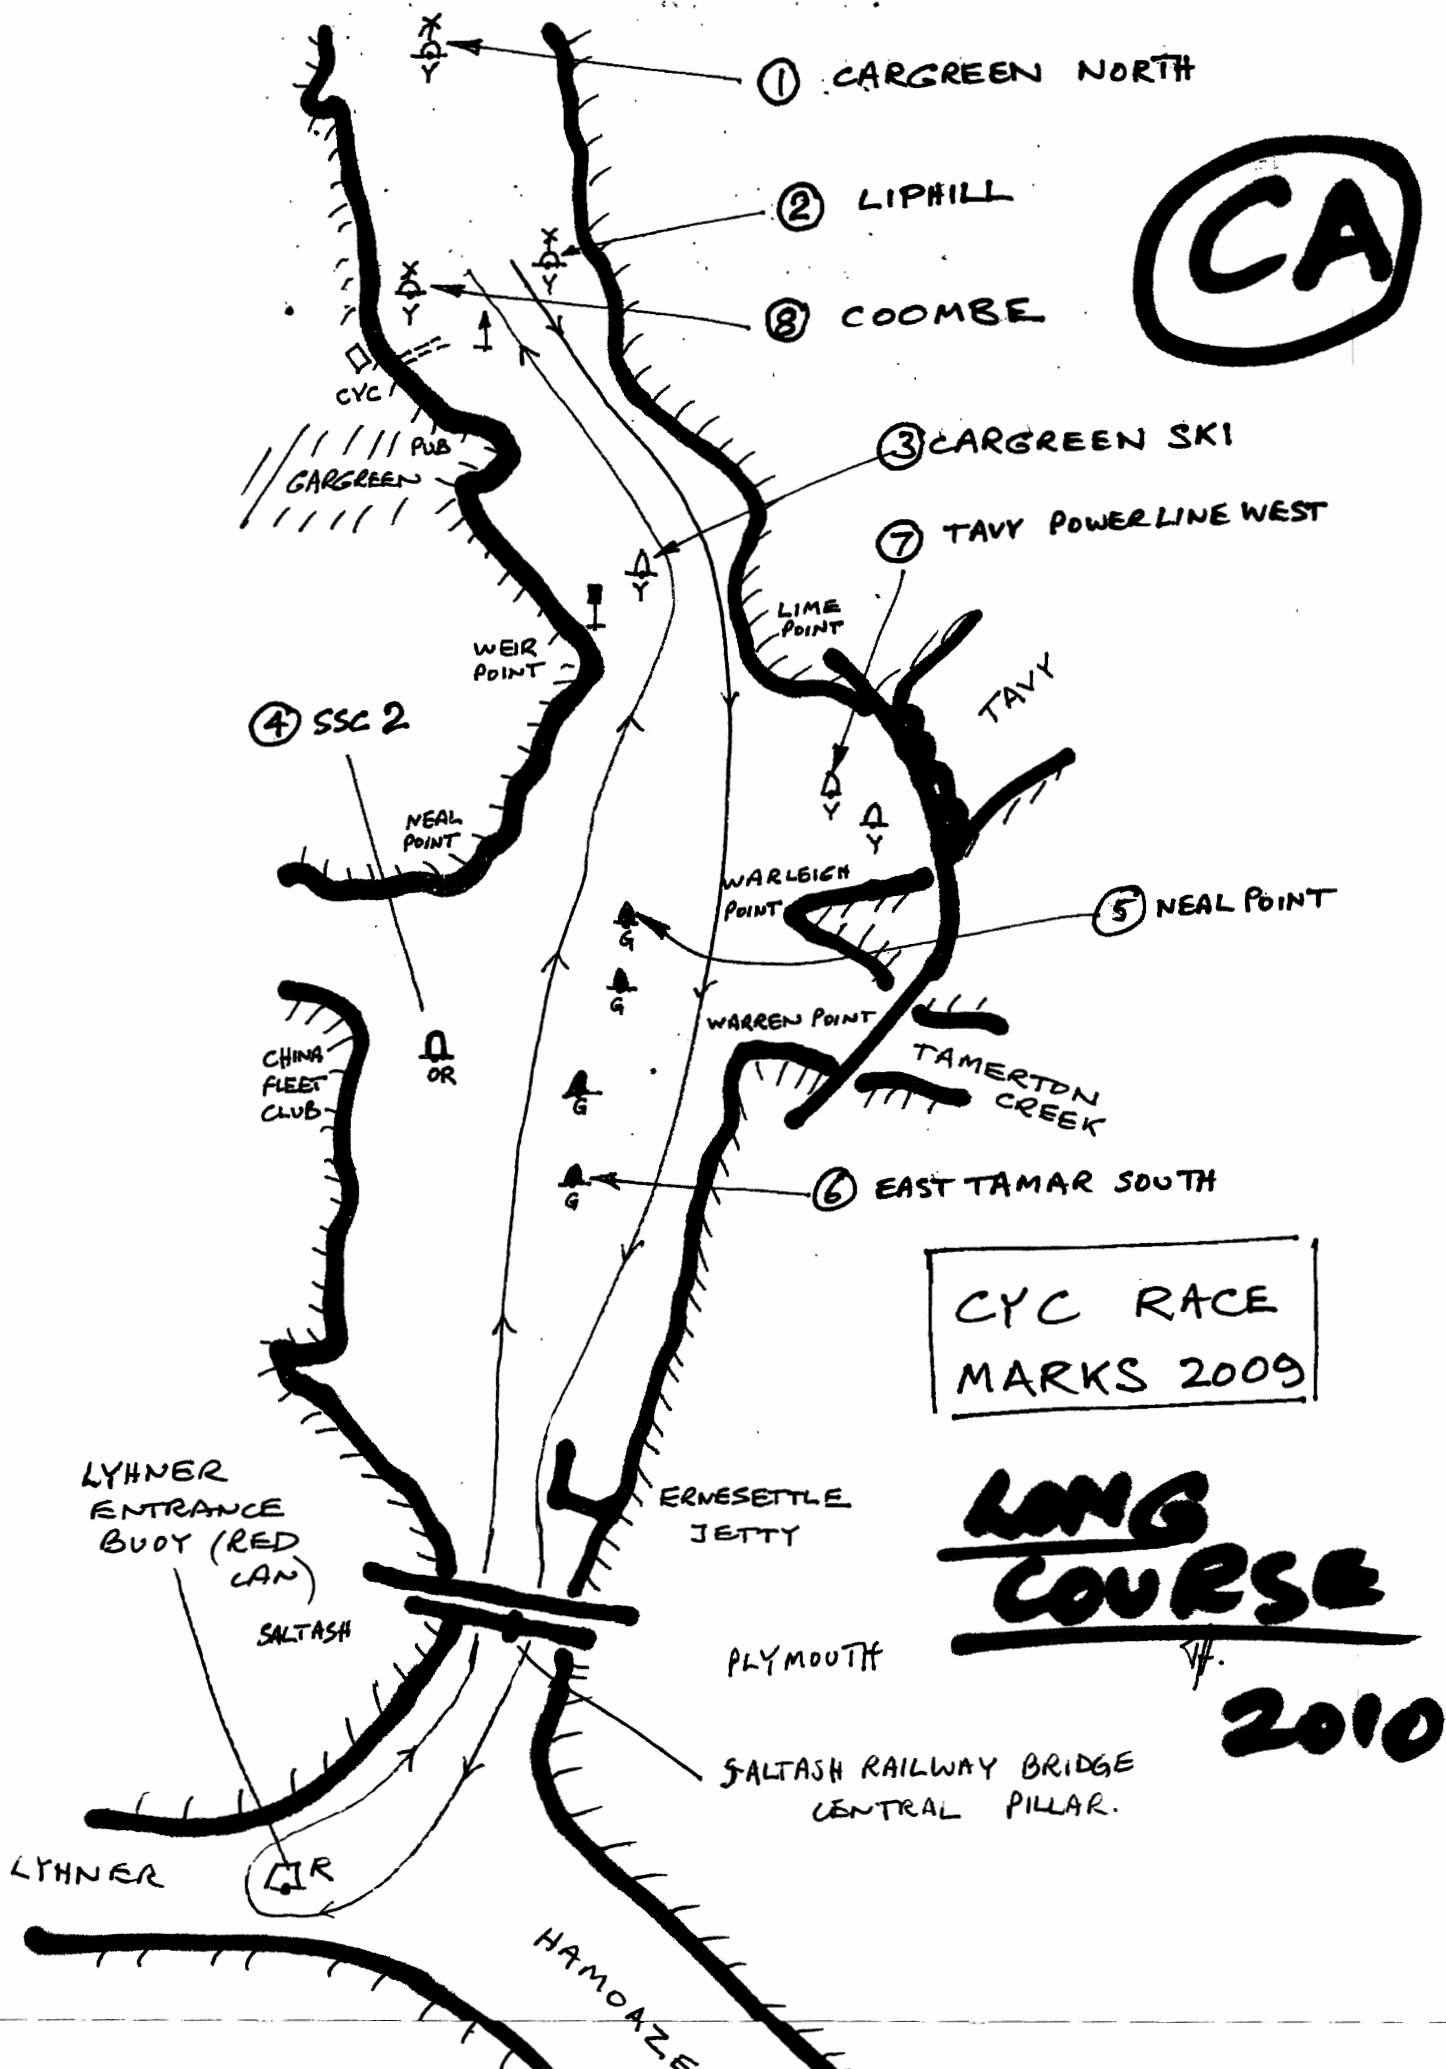 Y
① CARGREEN NORTH
CA
② LIPHILL
Y
Y
⑧ COOMBE
CYC
PUB
GARGREEN
③ CARGREEN SKI
⑦ TAVY POWERLINE WEST
Y
LIME
POINT
WEIR
POINT
TAVY
④ SSC 2
Y
Y
NEAL
POINT
WARLEIGH
POINT
⑤ NEAL POINT
G
G
WARREN POINT
CHINA
FLEET
CLUB
OR
TAMERTON
CREEK
G
⑥ EAST TAMAR SOUTH
G
CYC RACE
MARKS 2009
LYHNER
ENTRANCE
BUOY (RED
CAN)
ERNESETTLE
JETTY
LONG
COURSE
SALTASH
PLYMOUTH
2010
SALTASH RAILWAY BRIDGE
CENTRAL PILLAR.
LYHNER
R
HAMOAZE